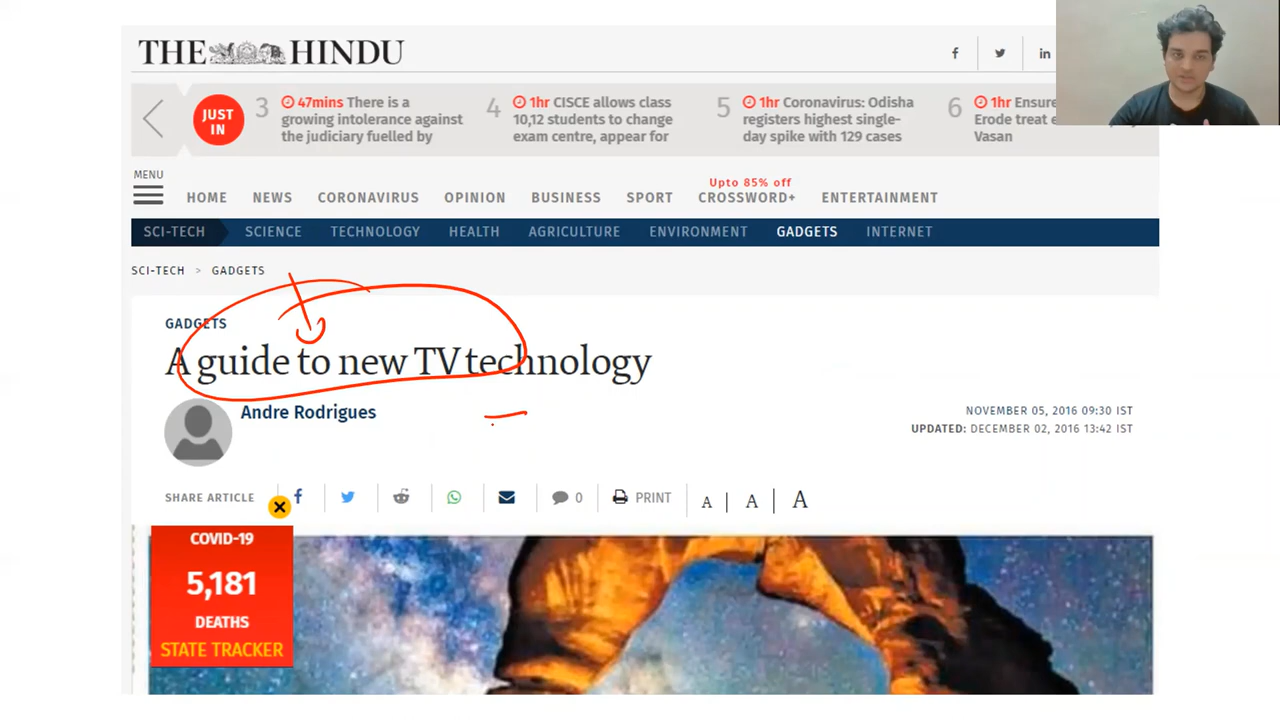 THE HINDU
JUST IN
3 47mins There is a growing intolerance against the judiciary fuelled by
4 1hr CISCE allows class 10,12 students to change exam centre, appear for
5 1hr Coronavirus: Odisha registers highest single-day spike with 129 cases
6 1hr Ensure
Erode treat
Vasan
MENU
Upto 85% off
HOME NEWS CORONAVIRUS OPINION BUSINESS SPORT CROSSWORD+ ENTERTAINMENT
SCI-TECH SCIENCE TECHNOLOGY HEALTH AGRICULTURE ENVIRONMENT GADGETS INTERNET
SCI-TECH > GADGETS
GADGETS
A guide to new TV technology
Andre Rodrigues
NOVEMBER 05, 2016 09:30 IST
UPDATED: DECEMBER 02, 2016 13:42 IST
SHARE ARTICLE 0 PRINT A | A | A
COVID-19
5,181
DEATHS
STATE TRACKER